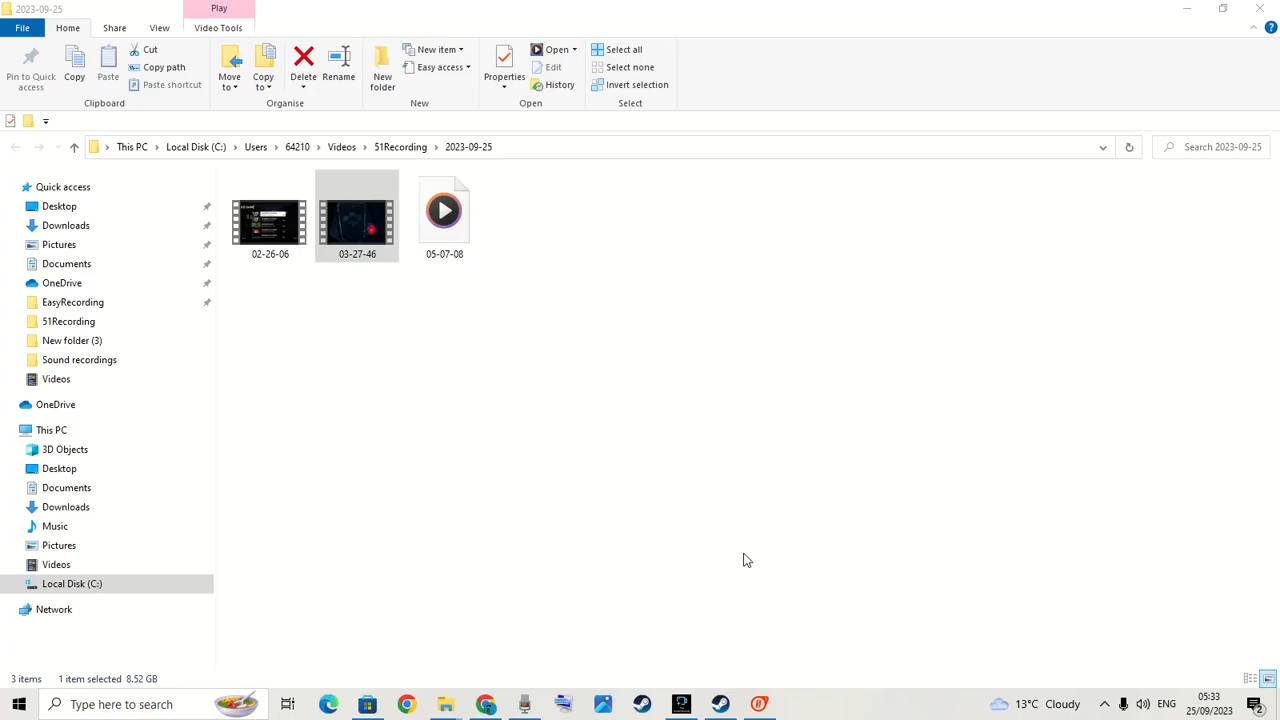 2023-09-25
Play
File
Home
Share
View
Video Tools
Pin to Quick access
Copy
Paste
Cut
Copy path
Paste shortcut
Clipboard
Move to
Copy to
Delete
Rename
Organise
New folder
New item
Easy access
New
Properties
Open
Edit
History
Open
Select all
Select none
Invert selection
Select
This PC
Local Disk (C:)
Users
64210
Videos
51Recording
2023-09-25
Search 2023-09-25
Quick access
Desktop
Downloads
Pictures
Documents
OneDrive
EasyRecording
51Recording
New folder (3)
Sound recordings
Videos
OneDrive
This PC
3D Objects
Desktop
Documents
Downloads
Music
Pictures
Videos
Local Disk (C:)
Network
02-26-06
03-27-46
05-07-08
3 items
1 item selected 8.52 GB
Type here to search
13°C Cloudy
ENG
05:33
25/09/2023
2